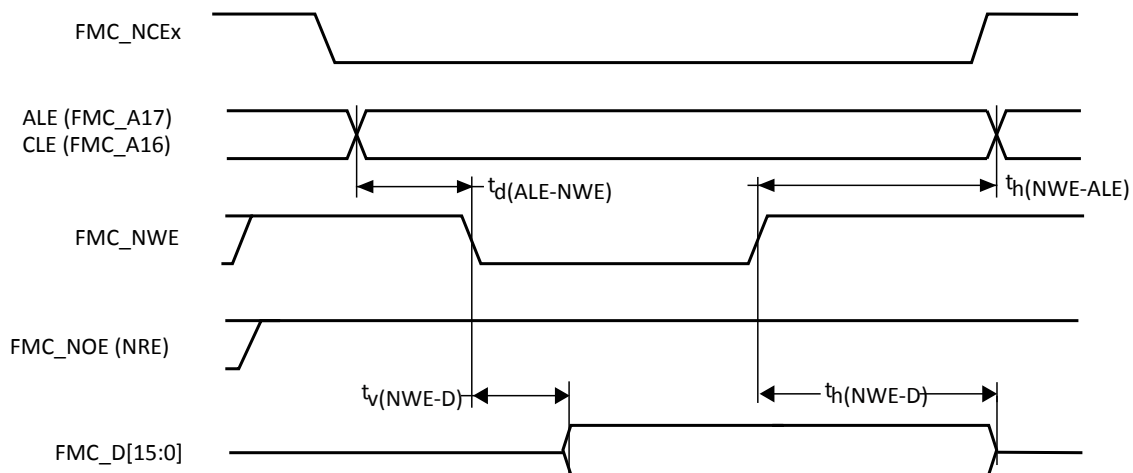 FMC_NCEx
ALE (FMC_A17)
CLE (FMC_A16)
td(ALE-NWE)
th(NWE-ALE)
FMC_NWE
FMC_NOE (NRE)
tv(NWE-D)
th(NWE-D)
FMC_D[15:0]